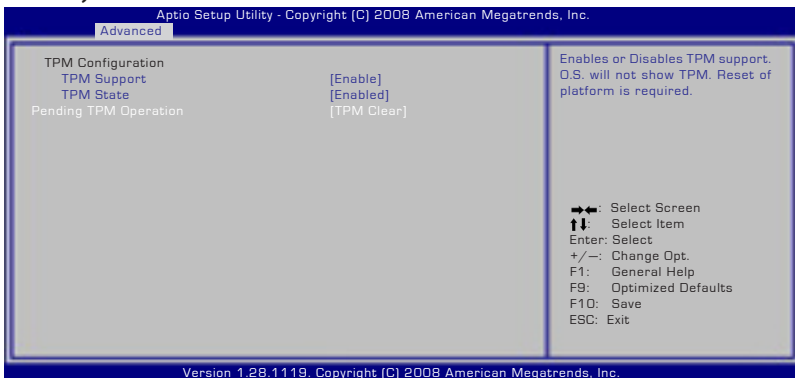 Aptio Setup Utility - Copyright (C) 2008 American Megatrends, Inc.
Advanced
TPM Configuration
TPM Support [Enable]
TPM State [Enabled]
Pending TPM Operation [TPM Clear]
Enables or Disables TPM support.
O.S. will not show TPM. Reset of
platform is required.
→←: Select Screen
↑↓: Select Item
Enter: Select
+/—: Change Opt.
F1: General Help
F9: Optimized Defaults
F10: Save
ESC: Exit
Version 1.28.1119. Copyright (C) 2008 American Megatrends, Inc.